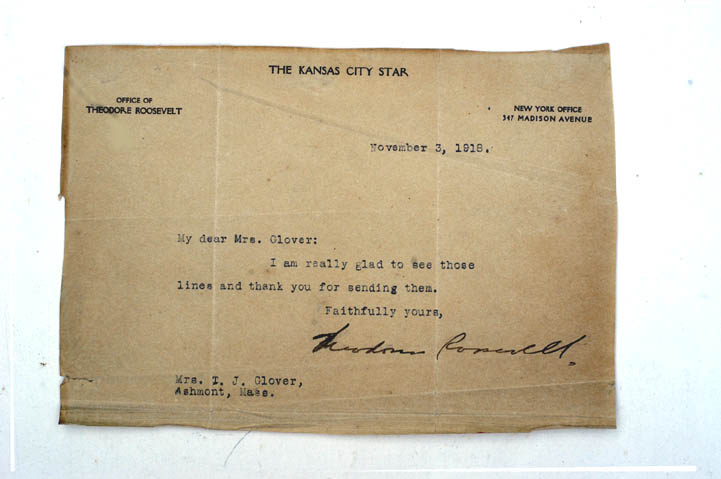 THE KANSAS CITY STAR
OFFICE OF
THEODORE ROOSEVELT
NEW YORK OFFICE
347 MADISON AVENUE
November 3, 1918.
My dear Mrs. Glover:
I am really glad to see those
lines and thank you for sending them.
Faithfully yours,
Theodore Roosevelt.
Mrs. T. J. Glover,
Ashmont, Mass.